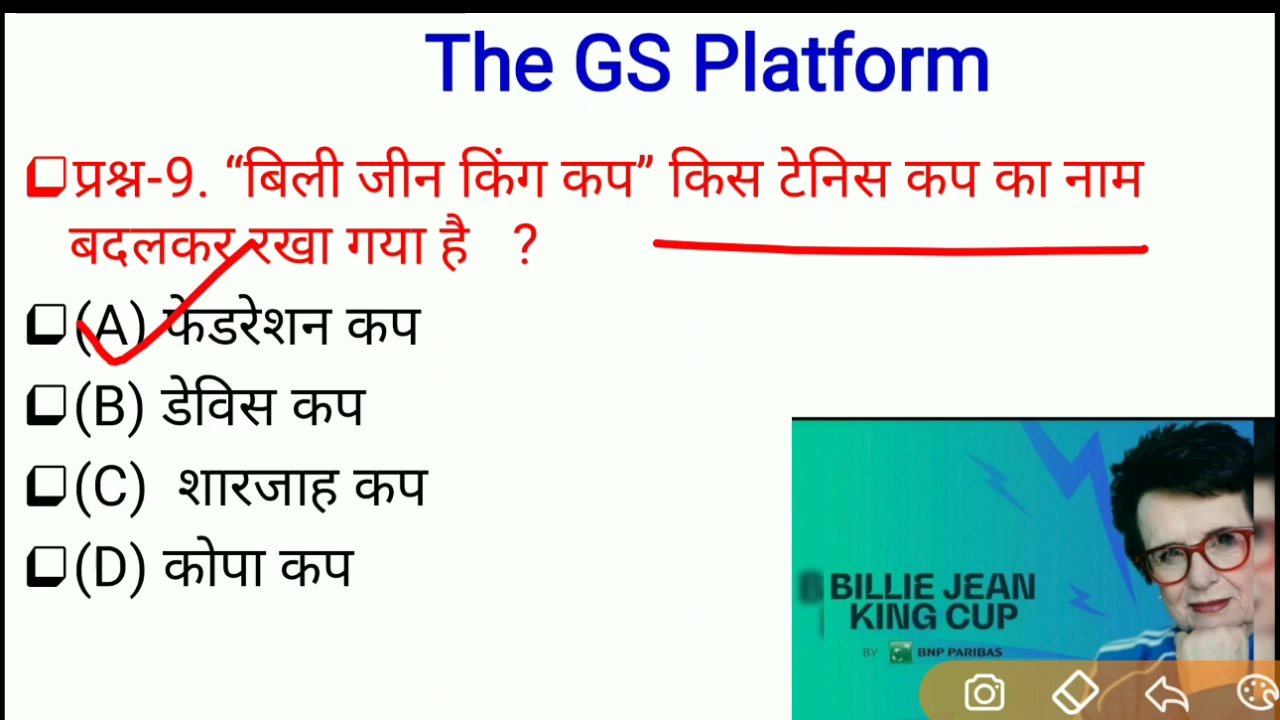 The GS Platform
प्रश्न-9. “बिली जीन किंग कप” किस टेनिस कप का नाम
बदलकर रखा गया है ?
(A) फेडरेशन कप
(B) डेविस कप
(C) शारजाह कप
(D) कोपा कप
BILLIE JEAN
KING CUP
BY BNP PARIBAS